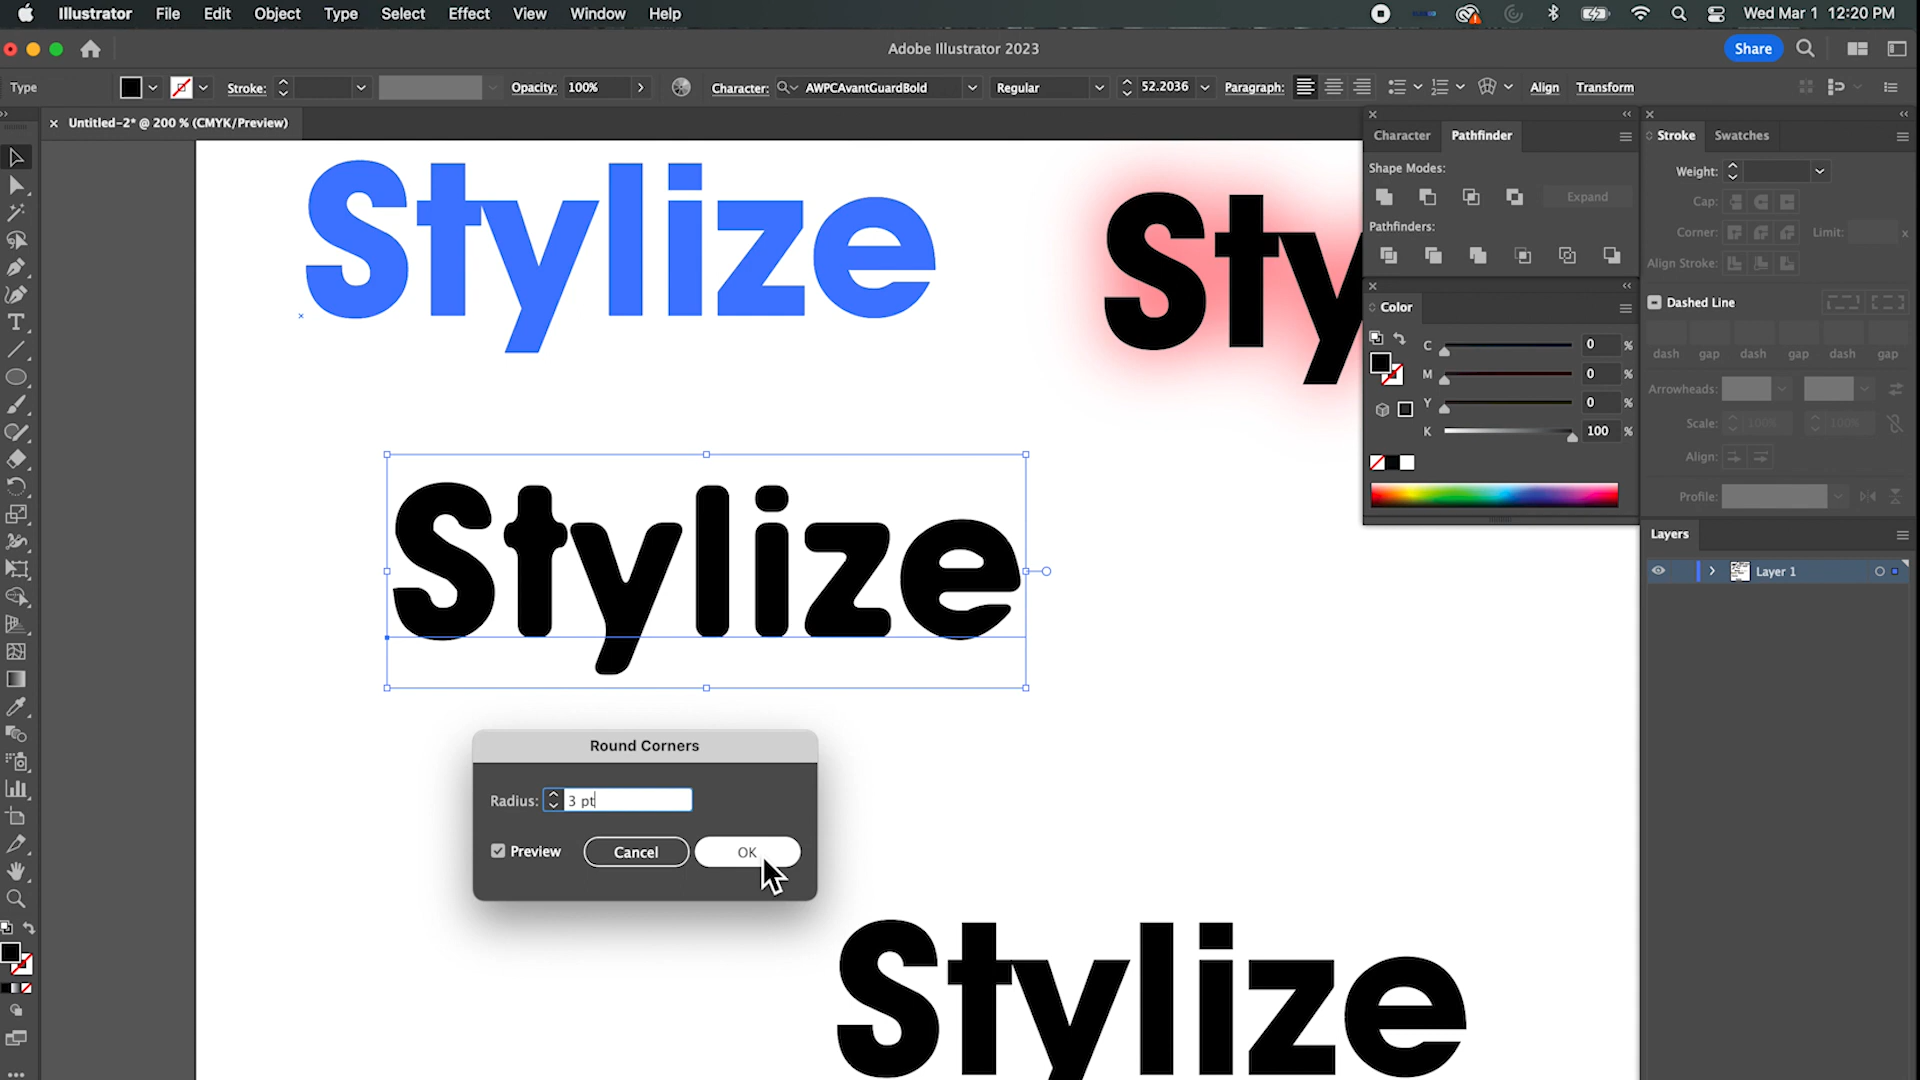 Illustrator File Edit Object Type Select Effect View Window Help Wed Mar 1 12:20 PM
Adobe Illustrator 2023 Share
Type Stroke: Opacity: 100% Character: AWPCAvantGuardBold Regular 52.2036 Paragraph: Align Transform
Untitled-2* @ 200 % (CMYK/Preview)
Stylize
Sty
Stylize
Round Corners
Radius: 3 pt
Preview Cancel OK
Stylize
Character Pathfinder
Shape Modes:
Expand
Pathfinders:
Color
C 0 %
M 0 %
Y 0 %
K 100 %
Stroke Swatches
Weight:
Cap:
Corner: Limit: x
Align Stroke:
Dashed Line
dash gap dash gap dash gap
Arrowheads:
Scale: 100% 100%
Align:
Profile:
Layers
Layer 1